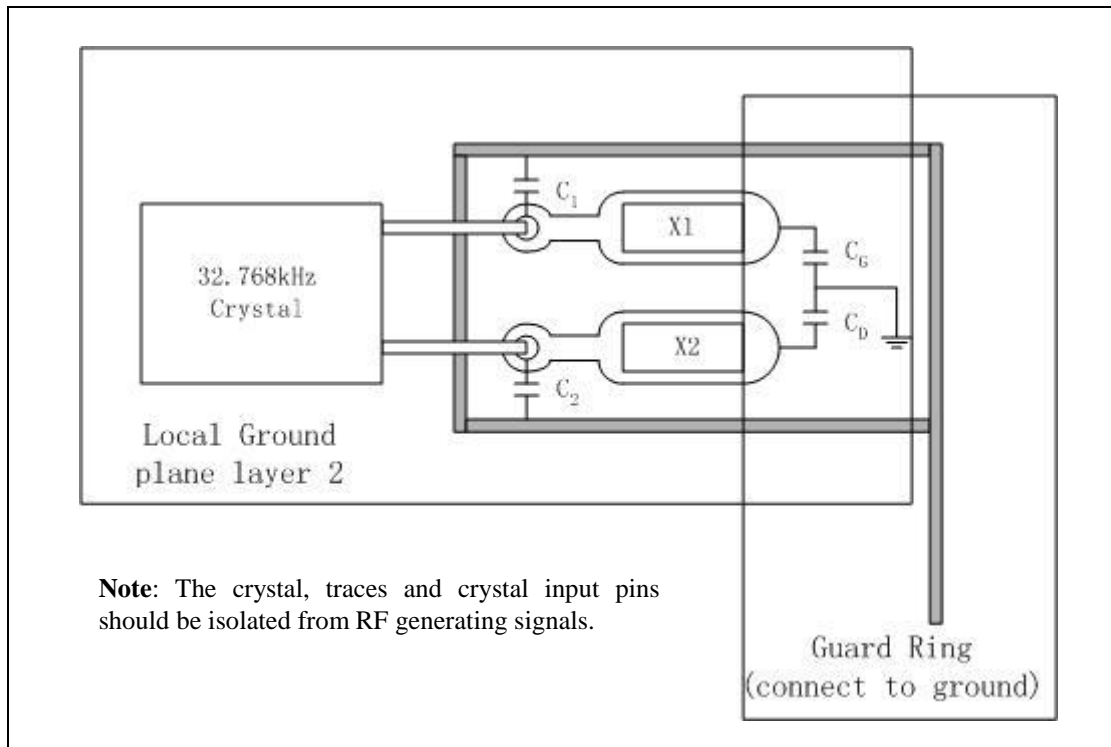 C1
X1
CG
32.768kHz
Crystal
X2
CD
C2
Local Ground
plane layer 2
Note: The crystal, traces and crystal input pins
should be isolated from RF generating signals.
Guard Ring
(connect to ground)